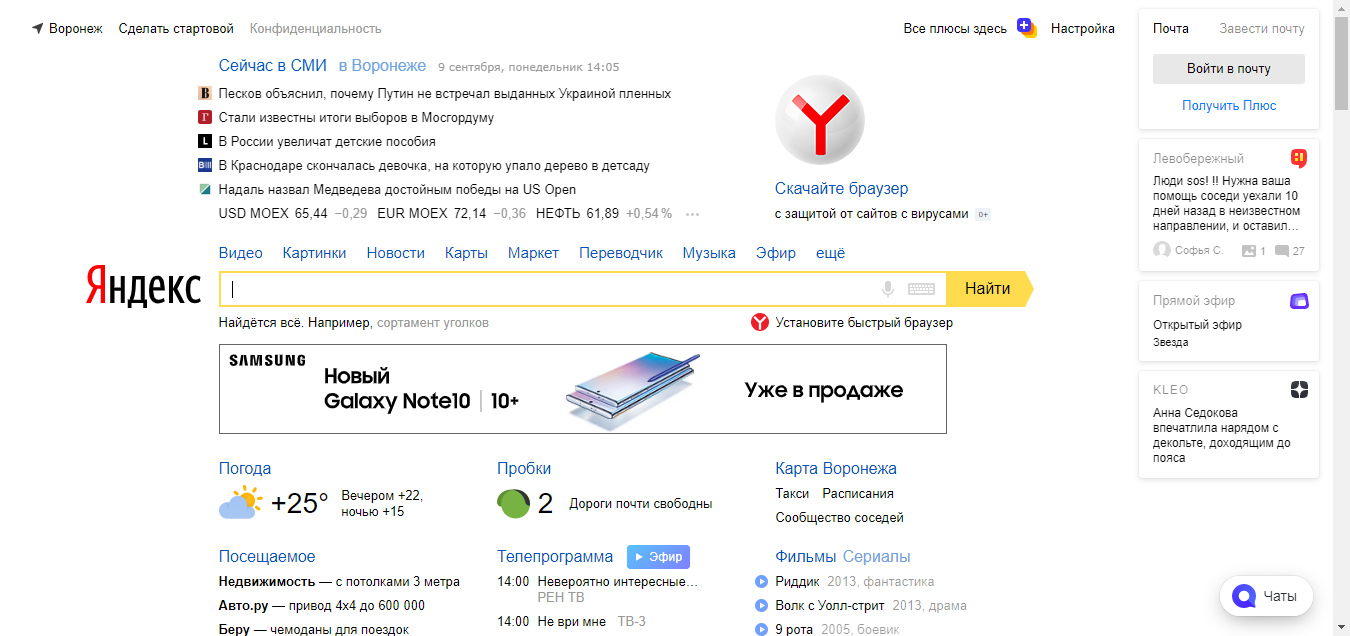 Воронеж Сделать стартовой Конфиденциальность
Все плюсы здесь Настройка
Сейчас в СМИ в Воронеже 9 сентября, понедельник 14:05
Песков объяснил, почему Путин не встречал выданных Украиной пленных
Стали известны итоги выборов в Мосгордуму
В России увеличат детские пособия
В Краснодаре скончалась девочка, на которую упало дерево в детсаду
Надаль назвал Медведева достойным победы на US Open
USD MOEX 65,44 −0,29 EUR MOEX 72,14 −0,36 НЕФТЬ 61,89 +0,54 % ···
Скачайте браузер
с защитой от сайтов с вирусами 0+
Видео Картинки Новости Карты Маркет Переводчик Музыка Эфир ещё
Яндекс
Найти
Найдётся всё. Например, сортамент уголков
Установите быстрый браузер
SAMSUNG
Новый
Galaxy Note10 | 10+
Уже в продаже
Погода
+25°
Вечером +22,
ночью +15
Пробки
2 Дороги почти свободны
Карта Воронежа
Такси Расписания
Сообщество соседей
Посещаемое
Недвижимость — с потолками 3 метра
Авто.ру — привод 4х4 до 600 000
Беру — чемоданы для поездок
Телепрограмма Эфир
14:00 Невероятно интересные…
РЕН ТВ
14:00 Не ври мне ТВ-3
Фильмы Сериалы
Риддик 2013, фантастика
Волк с Уолл-стрит 2013, драма
9 рота 2005, боевик
Почта Завести почту
Войти в почту
Получить Плюс
Левобережный
Люди sos! !! Нужна ваша
помощь соседи уехали 10
дней назад в неизвестном
направлении, и оставил…
Софья С. 1 27
Прямой эфир
Открытый эфир
Звезда
KLEO
Анна Седокова
впечатлила нарядом с
декольте, доходящим до
пояса
Чаты